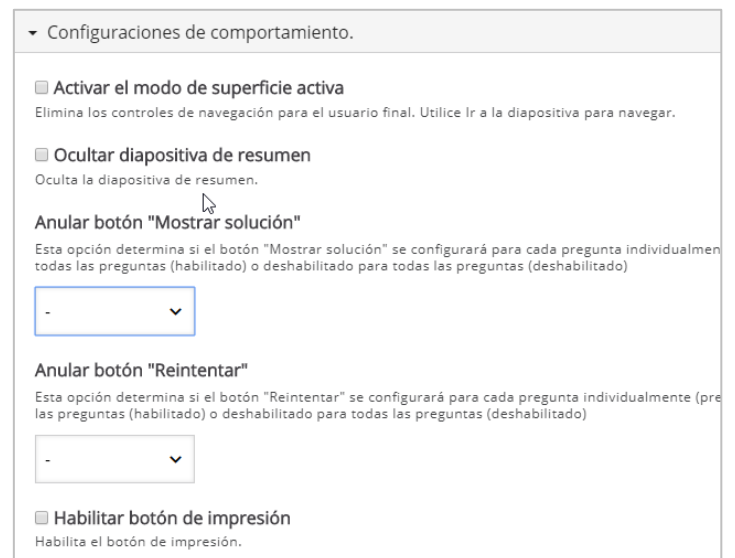 Configuraciones de comportamiento.
Activar el modo de superficie activa
Elimina los controles de navegación para el usuario final. Utilice Ir a la diapositiva para navegar.
Ocultar diapositiva de resumen
Oculta la diapositiva de resumen.
Anular botón "Mostrar solución"
Esta opción determina si el botón "Mostrar solución" se configurará para cada pregunta individualmen
todas las preguntas (habilitado) o deshabilitado para todas las preguntas (deshabilitado)
-
Anular botón "Reintentar"
Esta opción determina si el botón "Reintentar" se configurará para cada pregunta individualmente (pre
las preguntas (habilitado) o deshabilitado para todas las preguntas (deshabilitado)
-
Habilitar botón de impresión
Habilita el botón de impresión.